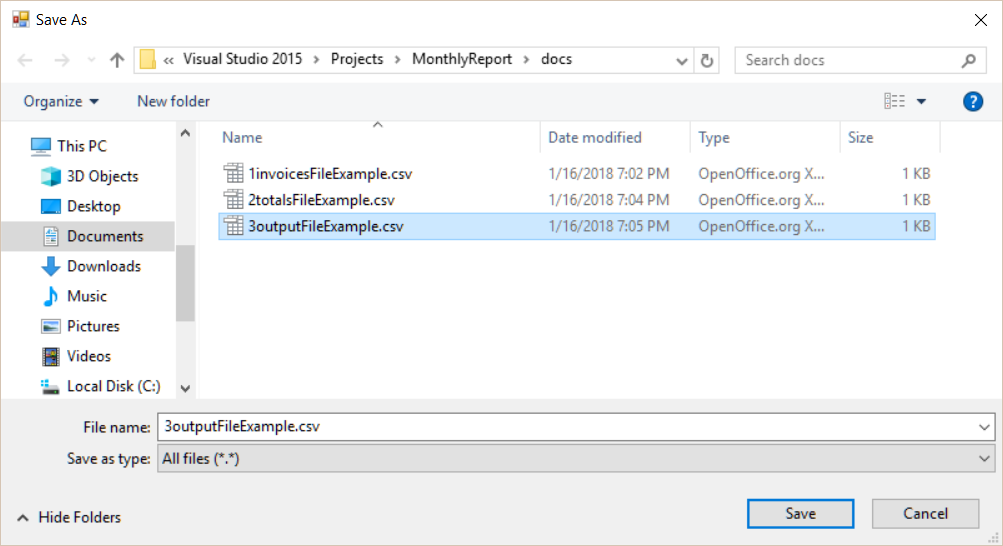 Save As
« Visual Studio 2015 > Projects > MonthlyReport > docs
Search docs
Organize
New folder
?
Name
Date modified
Type
Size
This PC
3D Objects
Desktop
Documents
Downloads
Music
Pictures
Videos
Local Disk (C:)
1invoicesFileExample.csv 1/16/2018 7:02 PM OpenOffice.org X... 1 KB
2totalsFileExample.csv 1/16/2018 7:04 PM OpenOffice.org X... 1 KB
3outputFileExample.csv 1/16/2018 7:05 PM OpenOffice.org X... 1 KB
File name: 3outputFileExample.csv
Save as type: All files (*.*)
Hide Folders
Save
Cancel